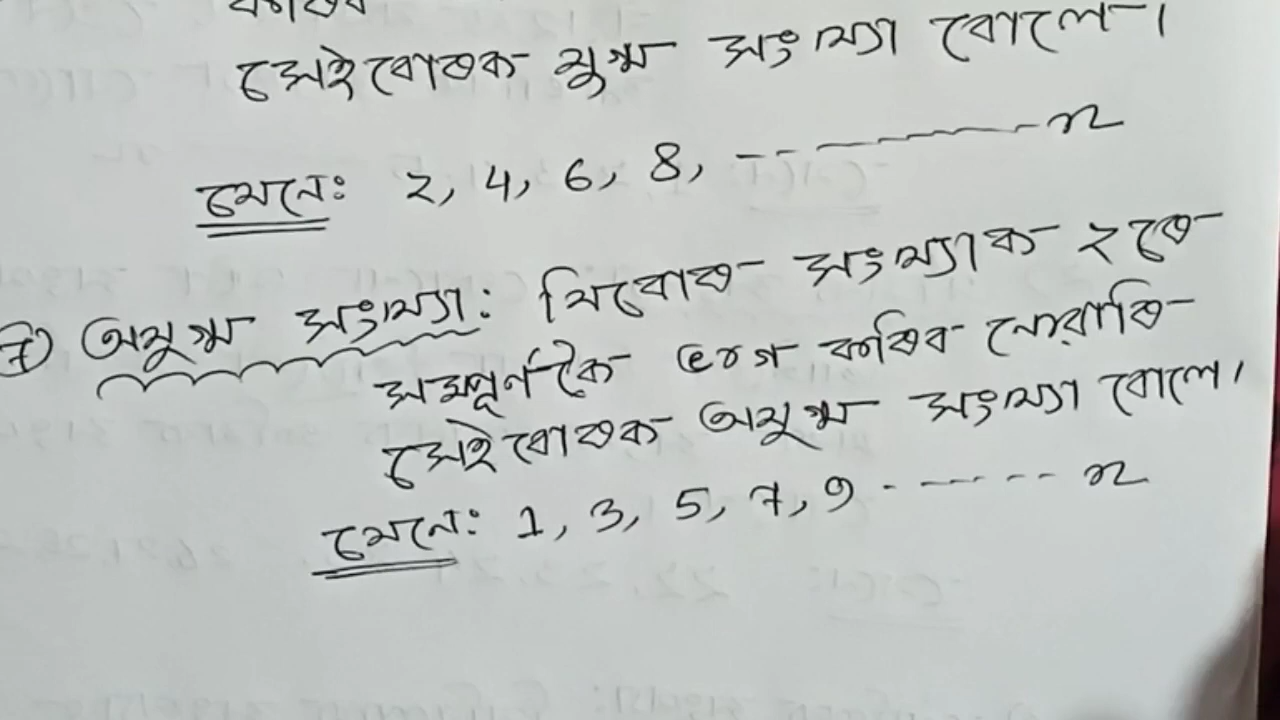 সেইবোৰক যুগ্ম সংখ্যা বোলে।
যেনেঃ 2, 4, 6, 8, ---------- n
7) অযুগ্ম সংখ্যা: যিবোৰ সংখ্যাক 2 ৰে
সম্পূৰ্ণকৈ হৰণ কৰিব নোৱাৰি
সেইবোৰক অযুগ্ম সংখ্যা বোলে।
যেনেঃ 1, 3, 5, 7, 9 ------ n